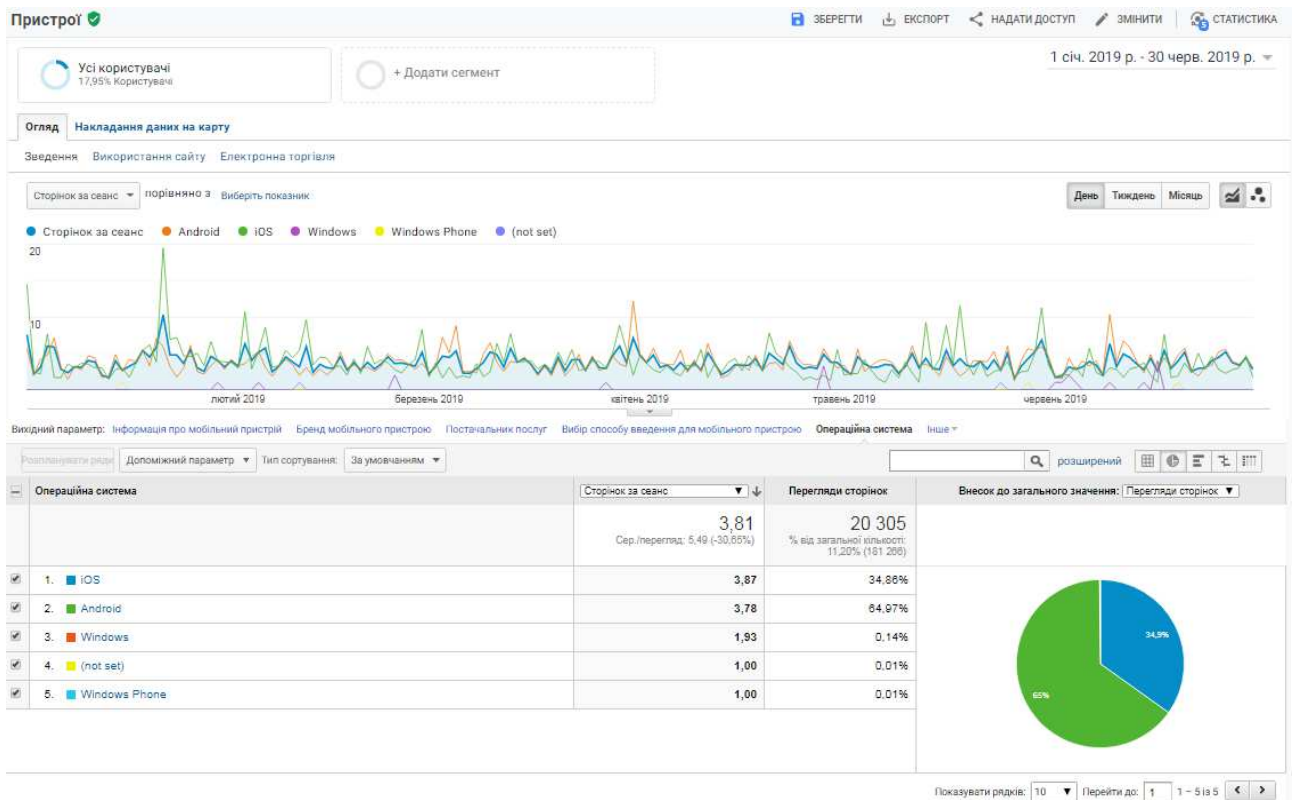 Пристрої
ЗБЕРЕГТИ ЕКСПОРТ НАДАТИ ДОСТУП ЗМІНИТИ СТАТИСТИКА
5
Усі користувачі
17,95% Користувачі
+ Додати сегмент
1 січ. 2019 р. - 30 черв. 2019 р.
Огляд Накладання даних на карту
Зведення Використання сайту Електронна торгівля
Сторінок за сеанс порівняно з Виберіть показник
День Тиждень Місяць
Сторінок за сеанс Android iOS Windows Windows Phone (not set)
20
10
лютий 2019 березень 2019 квітень 2019 травень 2019 червень 2019
Вихідний параметр: Інформація про мобільний пристрій Бренд мобільного пристрою Постачальник послуг Вибір способу введення для мобільного пристрою Операційна система Інше
Розпланувати ряди Допоміжний параметр Тип сортування: За умовчанням
розширений
Операційна система Сторінок за сеанс Перегляди сторінок Внесок до загального значення: Перегляди сторінок
3,81 20 305
Сер./перегляд: 5,49 (-30,65%) % від загальної кількості:
11,20% (181 266)
1. iOS 3,87 34,86%
2. Android 3,78 64,97%
3. Windows 1,93 0,14%
4. (not set) 1,00 0,01%
5. Windows Phone 1,00 0,01%
34,9%
65%
Показувати рядків: 10 Перейти до: 1 1 – 5 із 5